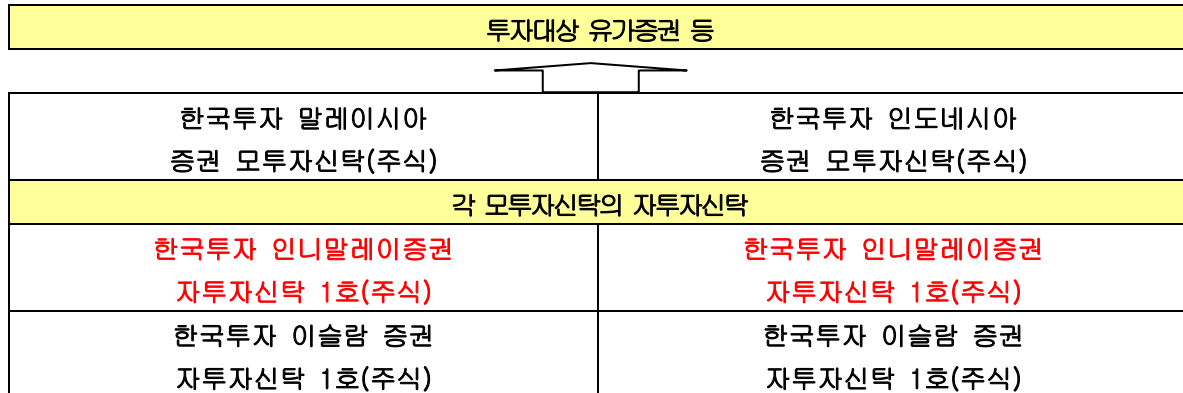 투자대상 유가증권 등
한국투자 말레이시아
증권 모투자신탁(주식)
한국투자 인도네시아
증권 모투자신탁(주식)
각 모투자신탁의 자투자신탁
한국투자 인니말레이증권
자투자신탁 1호(주식)
한국투자 인니말레이증권
자투자신탁 1호(주식)
한국투자 이슬람 증권
자투자신탁 1호(주식)
한국투자 이슬람 증권
자투자신탁 1호(주식)